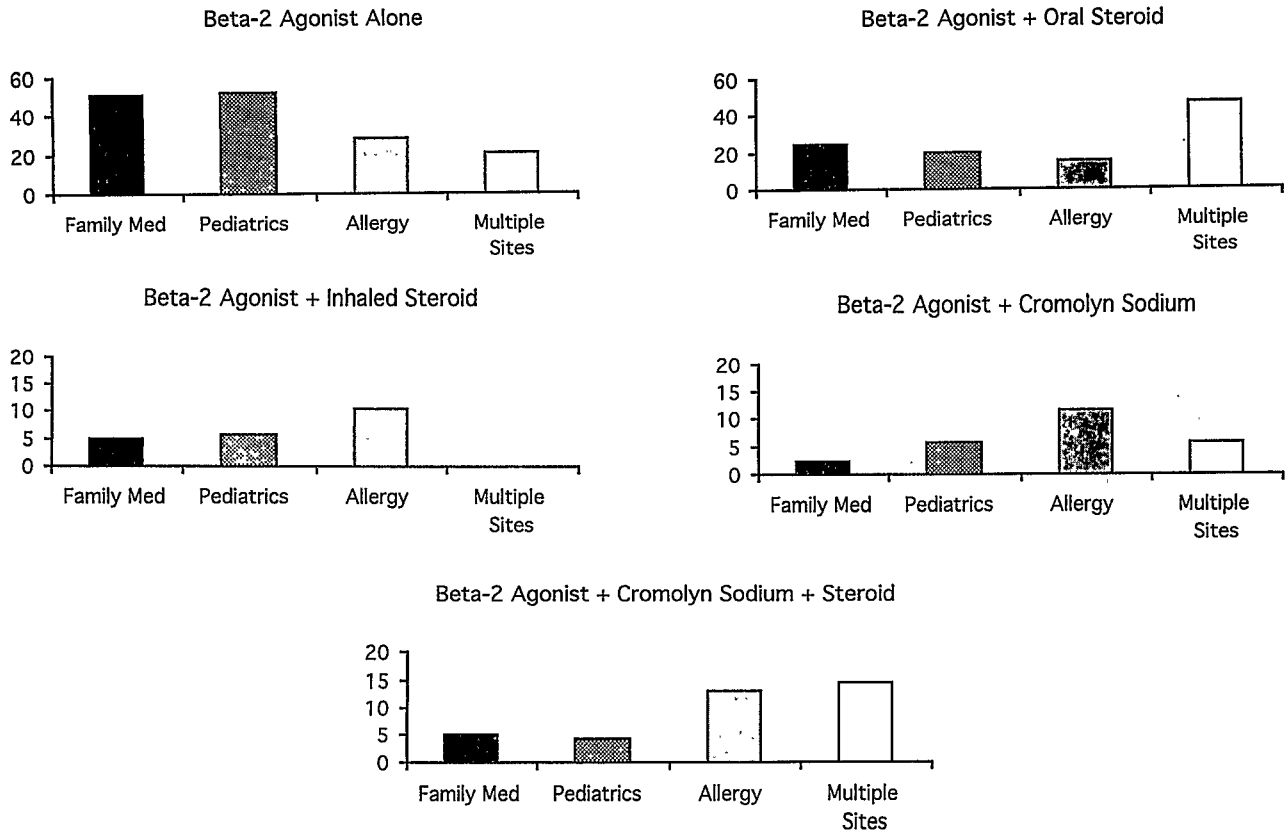 Beta-2 Agonist Alone
60
40
20
0
Family Med Pediatrics Allergy Multiple
Sites
Beta-2 Agonist + Oral Steroid
60
40
20
0
Family Med Pediatrics Allergy Multiple
Sites
Beta-2 Agonist + Inhaled Steroid
20
15
10
5
0
Family Med Pediatrics Allergy Multiple
Sites
Beta-2 Agonist + Cromolyn Sodium
20
15
10
5
0
Family Med Pediatrics Allergy Multiple
Sites
Beta-2 Agonist + Cromolyn Sodium + Steroid
20
15
10
5
0
Family Med Pediatrics Allergy Multiple
Sites